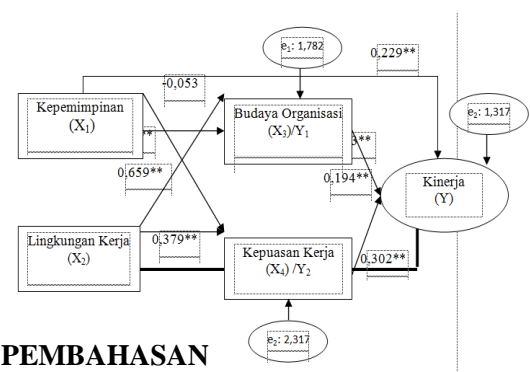 e1: 1,782
0,229**
-0,053
Kepemimpinan
(X1)
Budaya Organisasi
(X3)/Y1
e2: 1,317
0,659**
0,194**
Kinerja
(Y)
Lingkungan Kerja
(X2)
0,379**
Kepuasan Kerja
(X4) /Y2
0,302**
e2: 2,317
PEMBAHASAN